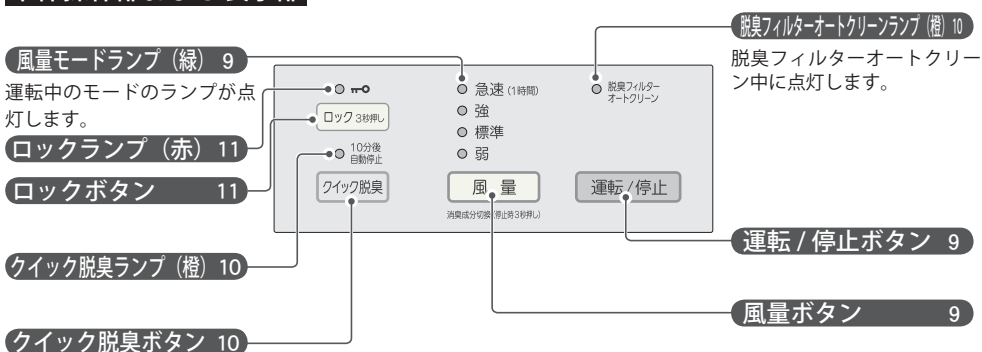 風量モードランプ（緑） 9
運転中のモードのランプが点
灯します。
ロックランプ（赤） 11
ロックボタン 11
クイック脱臭ランプ（橙） 10
クイック脱臭ボタン 10
ロック 3秒押し
10分後
自動停止
クイック脱臭
急速（1時間）
強
標準
弱
風 量
消臭成分切換（停止時3秒押し）
脱臭フィルター
オートクリーン
運転/停止
脱臭フィルターオートクリーンランプ（橙） 10
脱臭フィルターオートクリー
ン中に点灯します。
運転 / 停止ボタン 9
風量ボタン 9